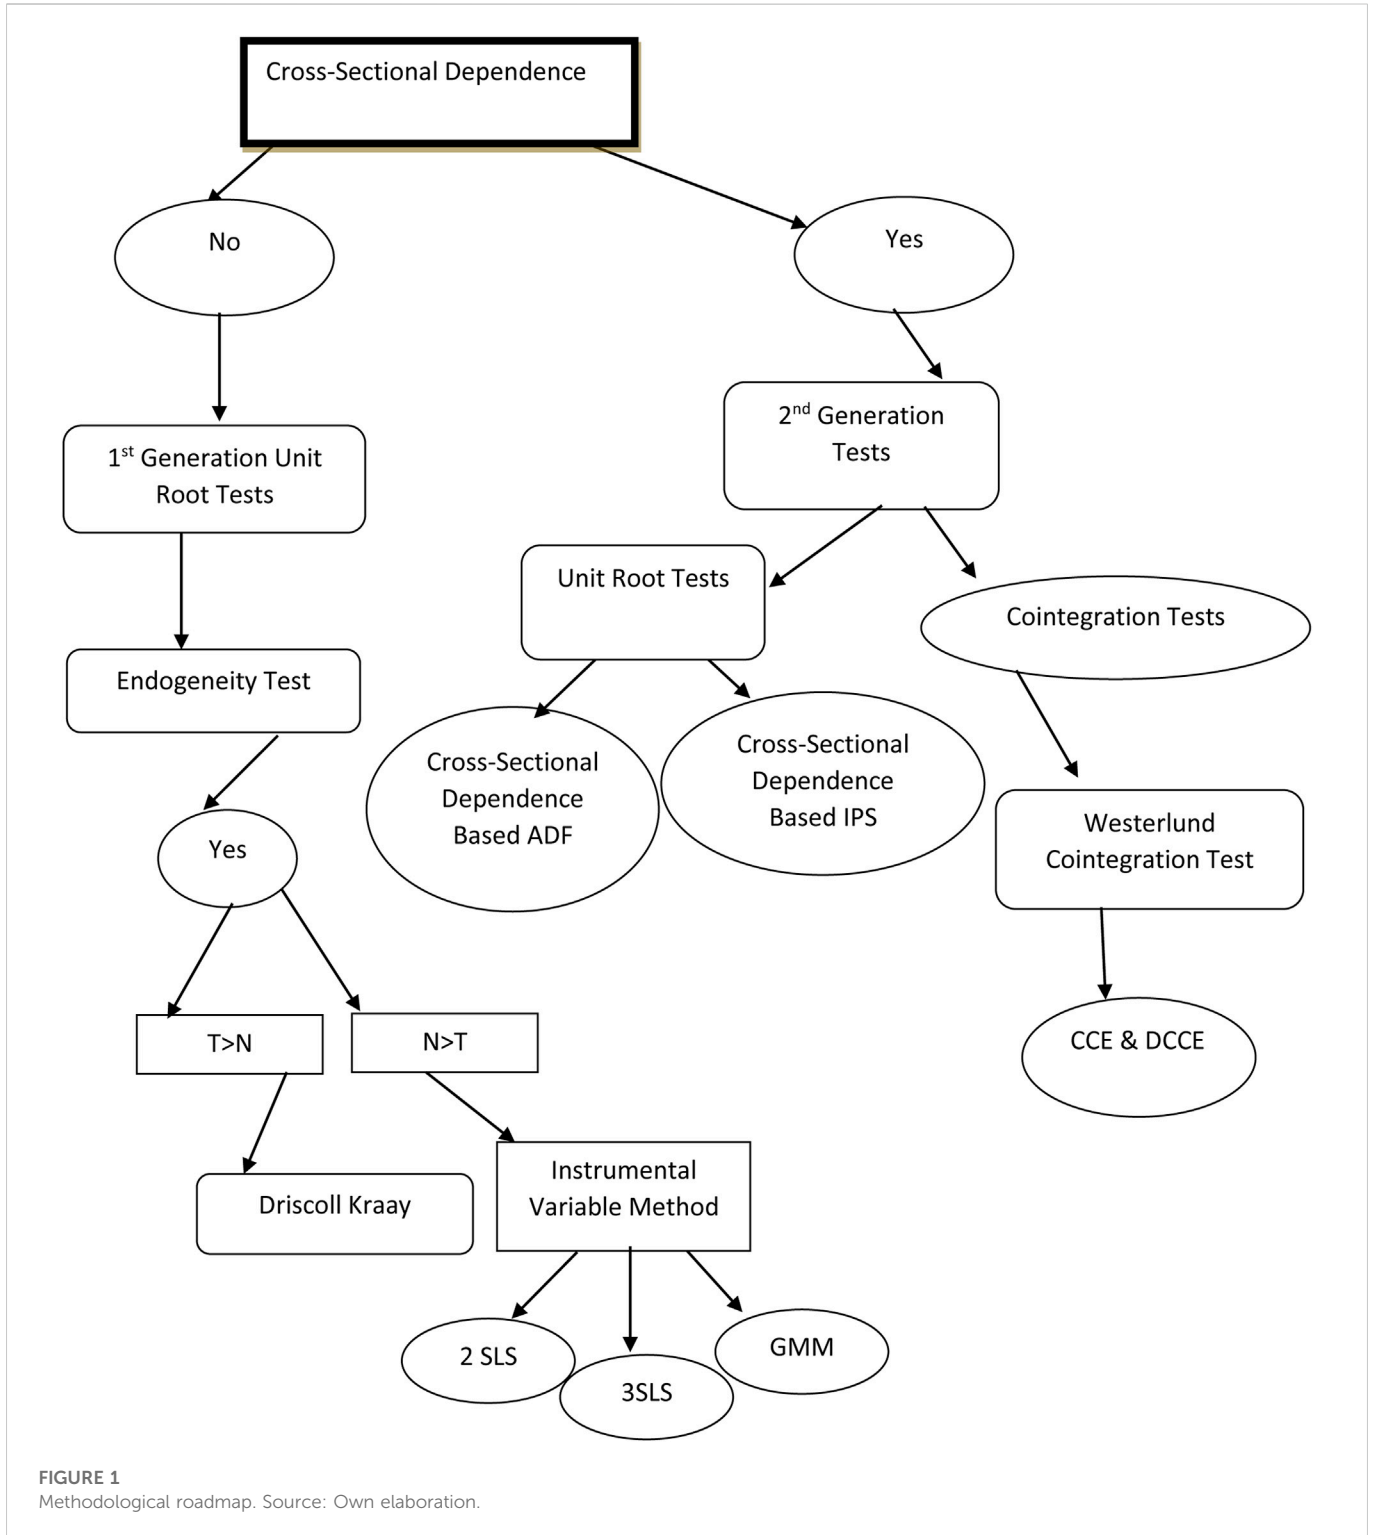 Cross-Sectional Dependence
No
Yes
1st Generation Unit
Root Tests
2nd Generation
Tests
Unit Root Tests
Cointegration Tests
Endogeneity Test
Cross-Sectional
Dependence
Based ADF
Cross-Sectional
Dependence
Based IPS
Westerlund
Cointegration Test
Yes
T>N
N>T
CCE & DCCE
Driscoll Kraay
Instrumental
Variable Method
2 SLS
3SLS
GMM
FIGURE 1
Methodological roadmap. Source: Own elaboration.